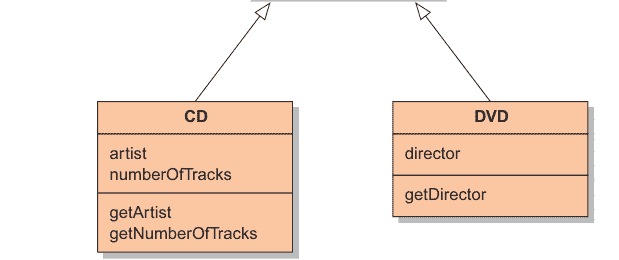 CD
artist
numberOfTracks
getArtist
getNumberOfTracks
DVD
director
getDirector